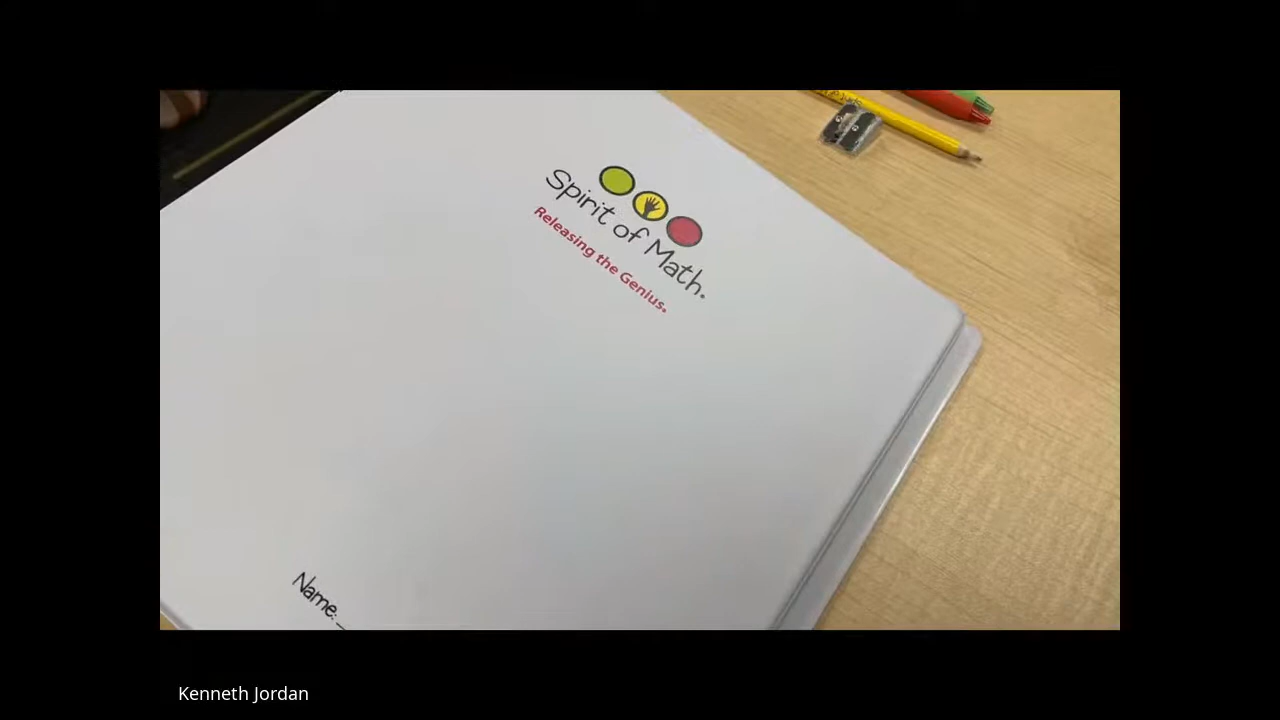 Spirit of Math.
Releasing the Genius.
Name:
Kenneth Jordan